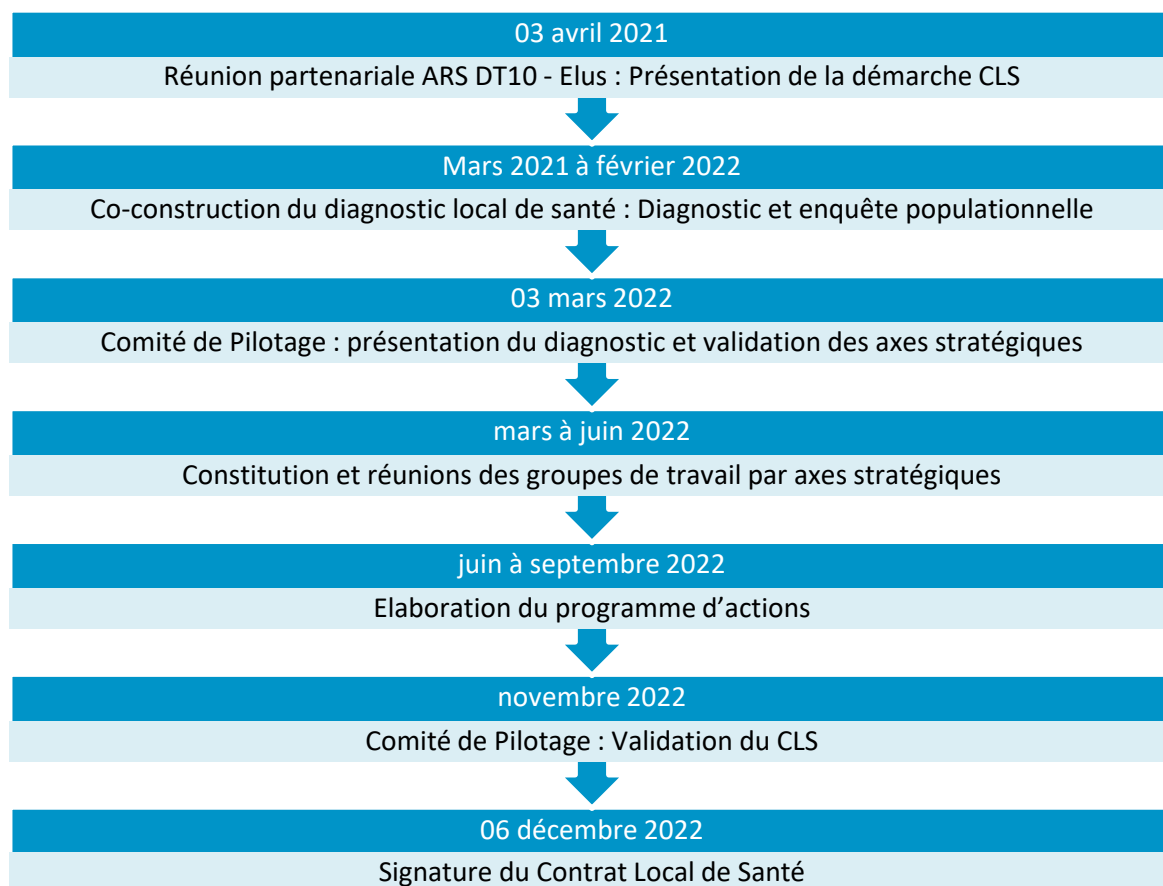 03 avril 2021
Réunion partenariale ARS DT10 - Elus : Présentation de la démarche CLS
Mars 2021 à février 2022
Co-construction du diagnostic local de santé : Diagnostic et enquête populationnelle
03 mars 2022
Comité de Pilotage : présentation du diagnostic et validation des axes stratégiques
mars à juin 2022
Constitution et réunions des groupes de travail par axes stratégiques
juin à septembre 2022
Elaboration du programme d’actions
novembre 2022
Comité de Pilotage : Validation du CLS
06 décembre 2022
Signature du Contrat Local de Santé